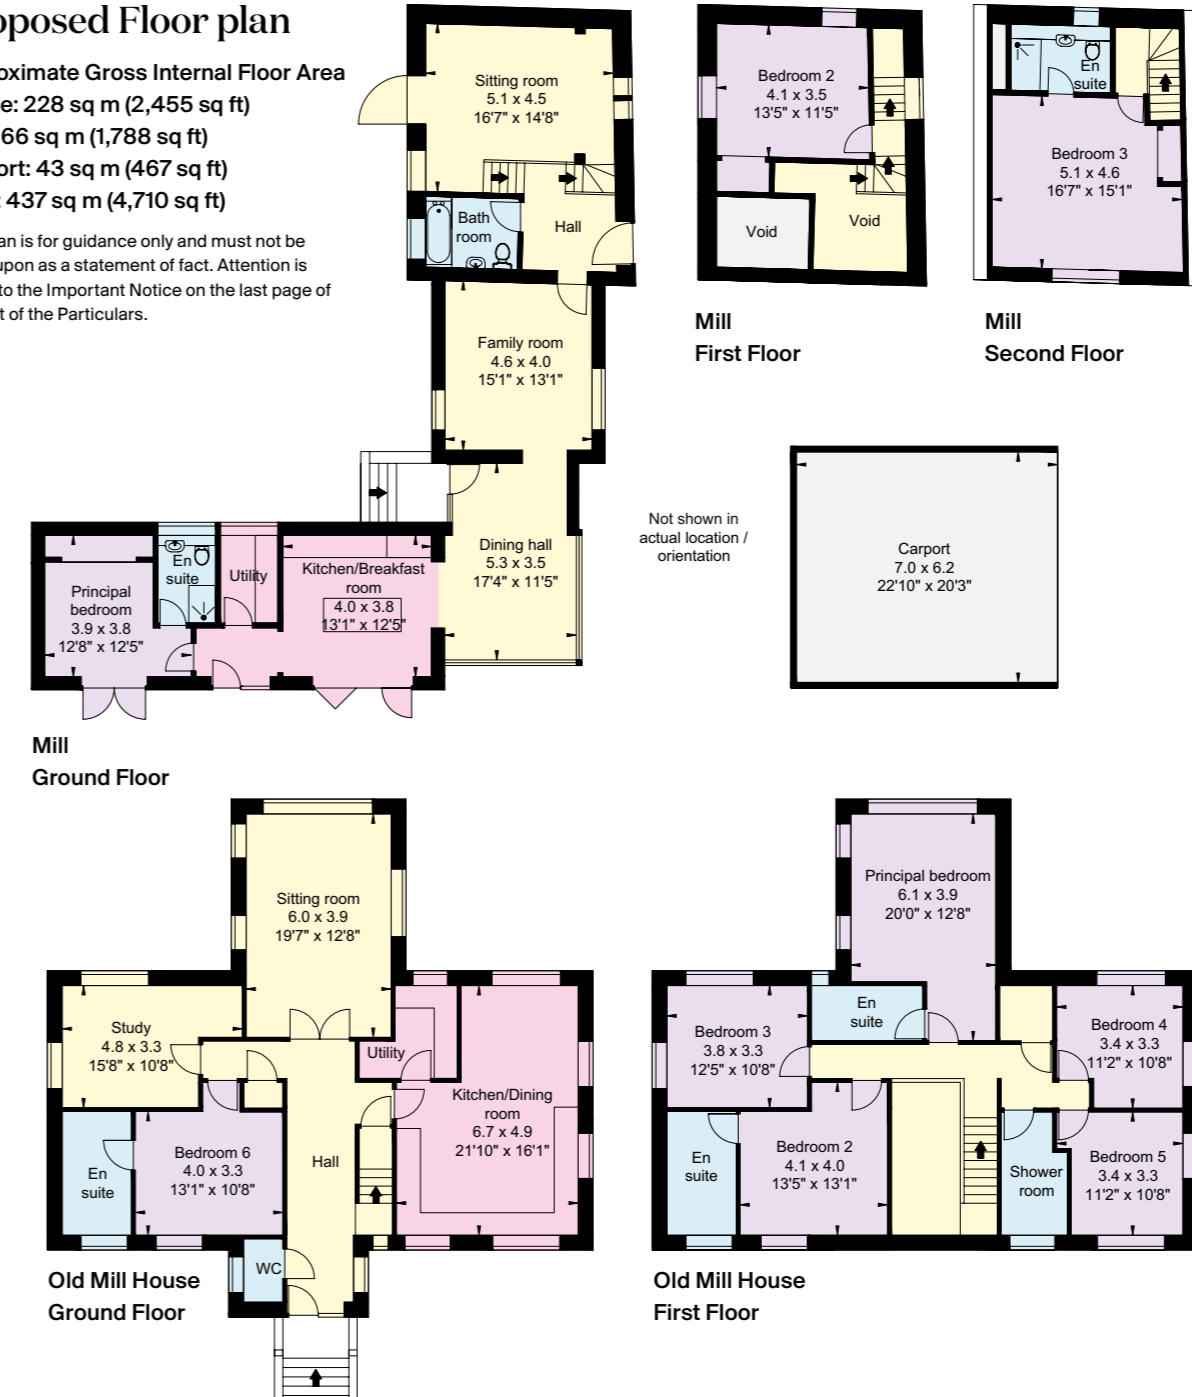 posed Floor plan
oximate Gross Internal Floor Area
e: 228 sq m (2,455 sq ft)
66 sq m (1,788 sq ft)
ort: 43 sq m (467 sq ft)
: 437 sq m (4,710 sq ft)
an is for guidance only and must not be
upon as a statement of fact. Attention is
to the Important Notice on the last page of
t of the Particulars.
Sitting room
5.1 x 4.5
16'7" x 14'8"
Bath
room
Hall
Family room
4.6 x 4.0
15'1" x 13'1"
Dining hall
5.3 x 3.5
17'4" x 11'5"
Kitchen/Breakfast
room
4.0 x 3.8
13'1" x 12'5"
Utility
En
suite
Principal
bedroom
3.9 x 3.8
12'8" x 12'5"
Mill
Ground Floor
Bedroom 2
4.1 x 3.5
13'5" x 11'5"
Void
Void
Mill
First Floor
En
suite
Bedroom 3
5.1 x 4.6
16'7" x 15'1"
Mill
Second Floor
Not shown in
actual location /
orientation
Carport
7.0 x 6.2
22'10" x 20'3"
Sitting room
6.0 x 3.9
19'7" x 12'8"
Study
4.8 x 3.3
15'8" x 10'8"
Utility
Kitchen/Dining
room
6.7 x 4.9
21'10" x 16'1"
Bedroom 6
4.0 x 3.3
13'1" x 10'8"
En
suite
Hall
WC
Old Mill House
Ground Floor
Principal bedroom
6.1 x 3.9
20'0" x 12'8"
En
suite
Bedroom 3
3.8 x 3.3
12'5" x 10'8"
Bedroom 4
3.4 x 3.3
11'2" x 10'8"
En
suite
Bedroom 2
4.1 x 4.0
13'5" x 13'1"
Shower
room
Bedroom 5
3.4 x 3.3
11'2" x 10'8"
Old Mill House
First Floor